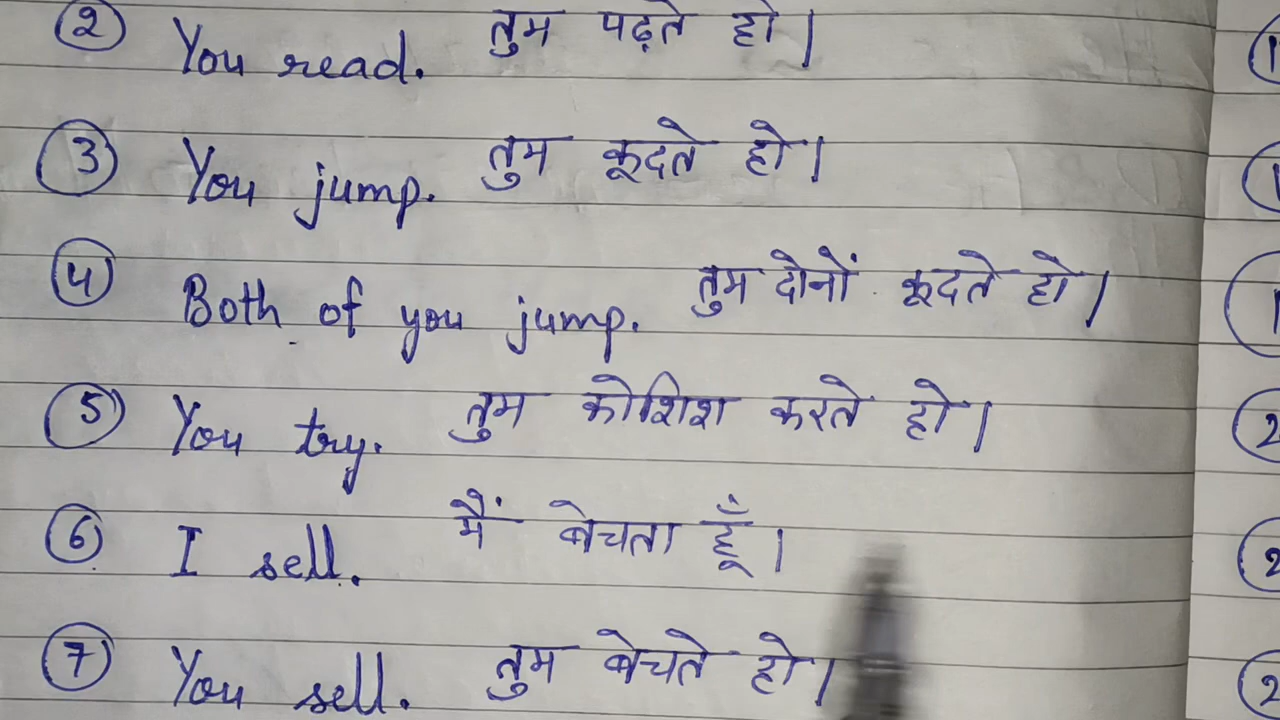 2 You read. तुम पढ़ते हो।
3 You jump. तुम कूदते हो।
4 Both of you jump. तुम दोनों कूदते हो।
5 You try. तुम कोशिश करते हो।
6 I sell. मैं बेचता हूँ।
7 You sell. तुम बेचते हो।